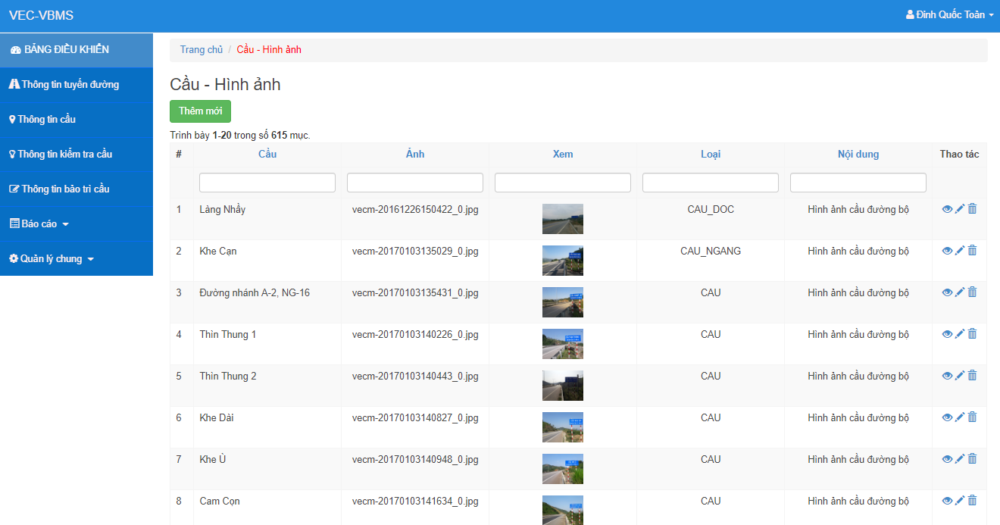 VEC-VBMS
Đinh Quốc Toàn
BẢNG ĐIỀU KHIỂN
Thông tin tuyến đường
Thông tin cầu
Thông tin kiểm tra cầu
Thông tin bảo trì cầu
Báo cáo
Quản lý chung
Trang chủ / Cầu - Hình ảnh
Cầu - Hình ảnh
Thêm mới
Trình bày 1-20 trong số 615 mục.
# Cầu Ảnh Xem Loại Nội dung Thao tác
1 Làng Nhẩy vecm-20161226150422_0.jpg CAU_DOC Hình ảnh cầu đường bộ
2 Khe Cạn vecm-20170103135029_0.jpg CAU_NGANG Hình ảnh cầu đường bộ
3 Đường nhánh A-2, NG-16 vecm-20170103135431_0.jpg CAU Hình ảnh cầu đường bộ
4 Thìn Thung 1 vecm-20170103140226_0.jpg CAU Hình ảnh cầu đường bộ
5 Thìn Thung 2 vecm-20170103140443_0.jpg CAU Hình ảnh cầu đường bộ
6 Khe Dài vecm-20170103140827_0.jpg CAU Hình ảnh cầu đường bộ
7 Khe Ù vecm-20170103140948_0.jpg CAU Hình ảnh cầu đường bộ
8 Cam Cọn vecm-20170103141634_0.jpg CAU Hình ảnh cầu đường bộ